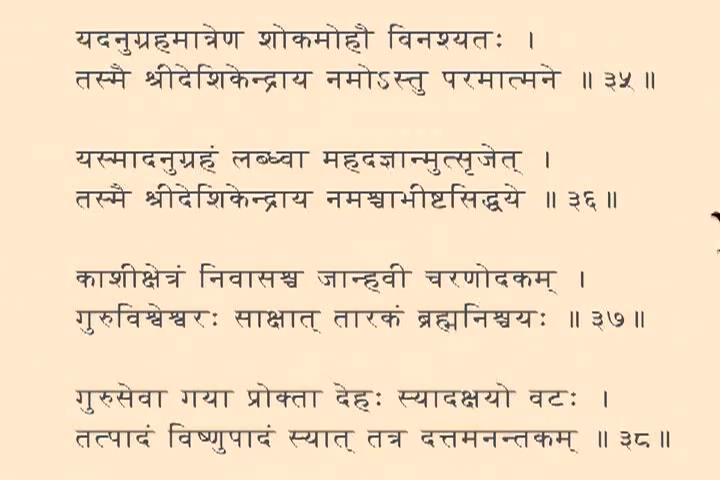 यदनुग्रहमात्रेण शोकमोहौ विनश्यतः ।
तस्मै श्रीदेशिकेन्द्राय नमोऽस्तु परमात्मने ॥ ३५ ॥
यस्मादनुग्रहं लब्ध्वा महदज्ञान्मुत्सृजेत् ।
तस्मै श्रीदेशिकेन्द्राय नमश्चाभीष्टसिद्धये ॥ ३६ ॥
काशीक्षेत्रं निवासश्च जान्हवी चरणोदकम् ।
गुरुविश्वेश्वरः साक्षात् तारकं ब्रह्मनिश्चयः ॥ ३७ ॥
गुरुसेवा गया प्रोक्ता देहः स्यादक्षयो वटः ।
तत्पादं विष्णुपादं स्यात् तत्र दत्तमनन्तकम् ॥ ३८ ॥